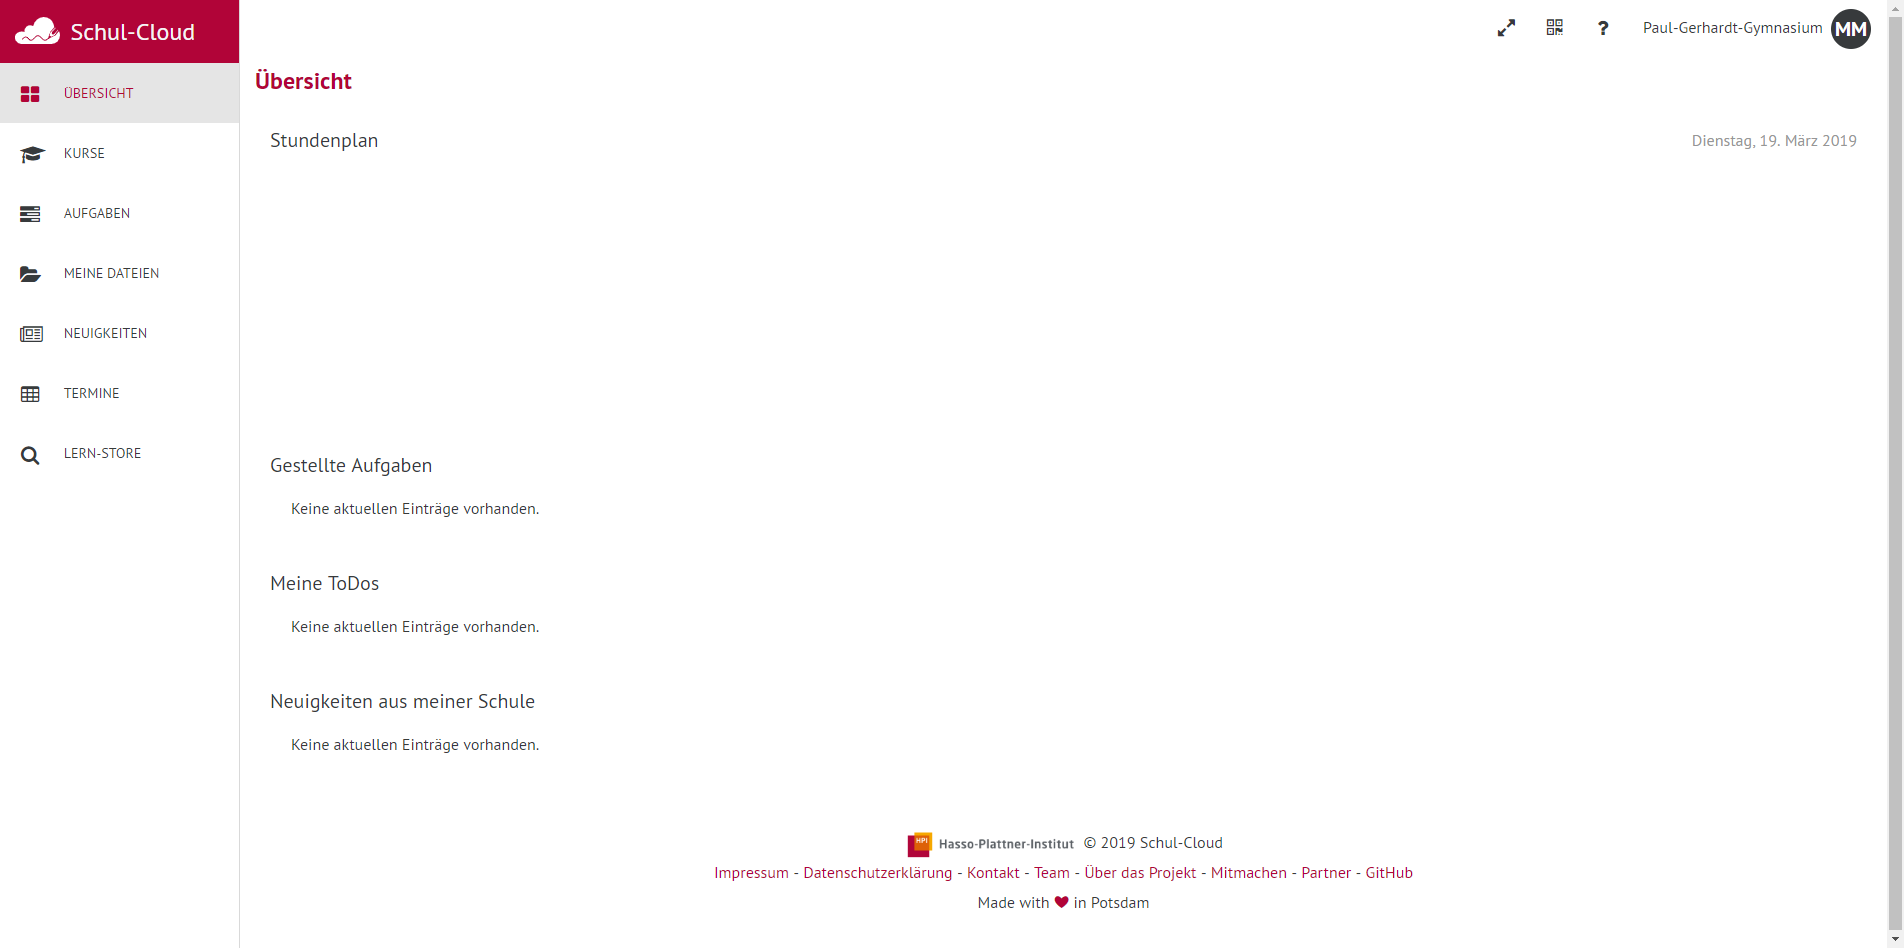 Schul-Cloud
ÜBERSICHT
KURSE
AUFGABEN
MEINE DATEIEN
NEUIGKEITEN
TERMINE
LERN-STORE
? Paul-Gerhardt-Gymnasium MM
Übersicht
Stundenplan Dienstag, 19. März 2019
Gestellte Aufgaben
Keine aktuellen Einträge vorhanden.
Meine ToDos
Keine aktuellen Einträge vorhanden.
Neuigkeiten aus meiner Schule
Keine aktuellen Einträge vorhanden.
HPI Hasso-Plattner-Institut © 2019 Schul-Cloud
Impressum - Datenschutzerklärung - Kontakt - Team - Über das Projekt - Mitmachen - Partner - GitHub
Made with ♥ in Potsdam